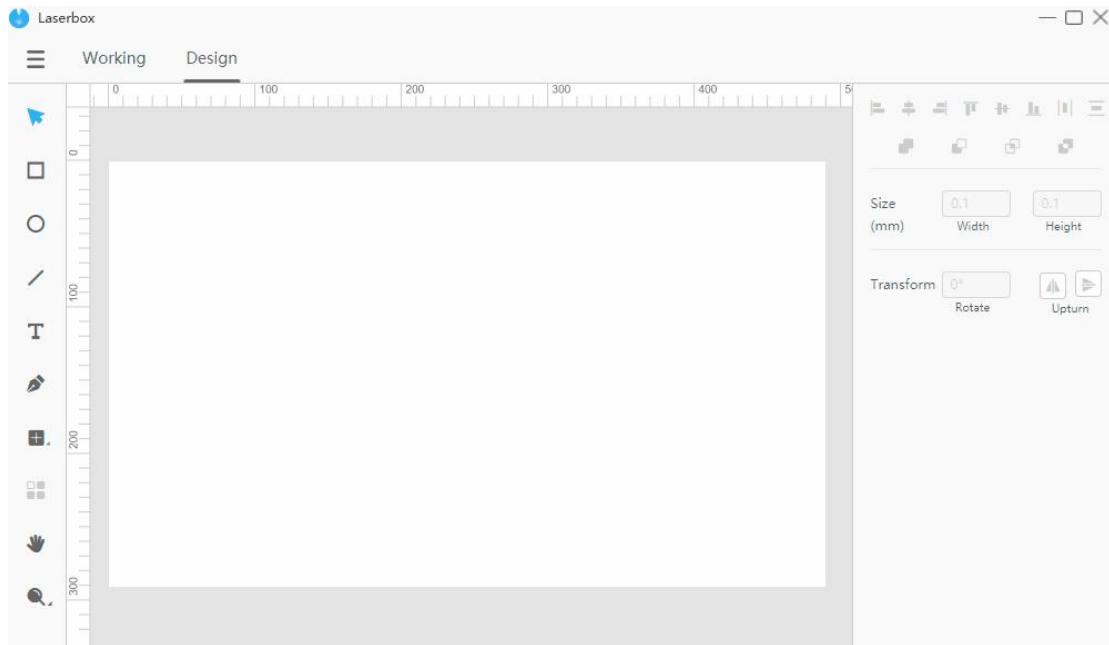 Laserbox
Working Design
0 100 200 300 400 5
0
100
200
300
T
Size
(mm)
0.1 0.1
Width Height
Transform 0°
Rotate Upturn